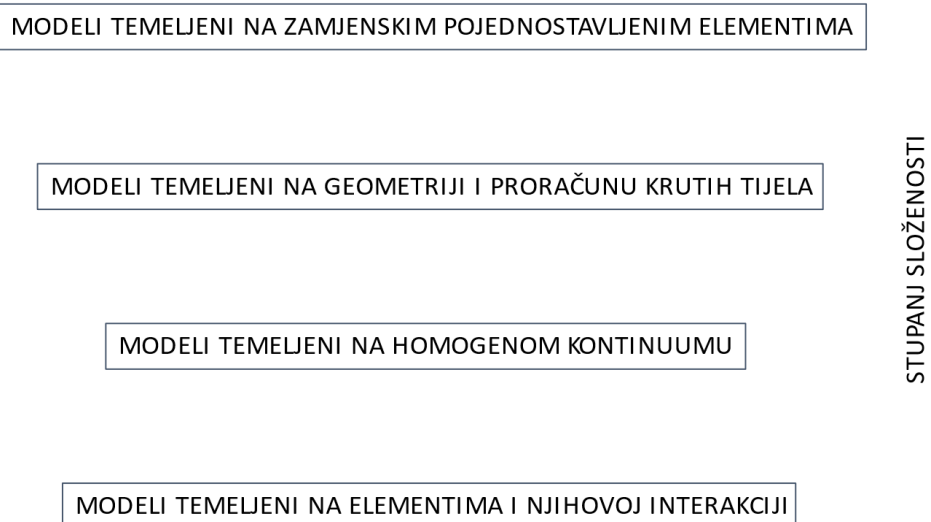 MODELI TEMELJENI NA ZAMJENSKIM POJEDNOSTAVLJENIM ELEMENTIMA
MODELI TEMELJENI NA GEOMETRIJI I PRORAČUNU KRUTIH TIJELA
MODELI TEMELJENI NA HOMOGENOM KONTINUUMU
MODELI TEMELJENI NA ELEMENTIMA I NJIHOVOJ INTERAKCIJI
STUPANJ SLOŽENOSTI